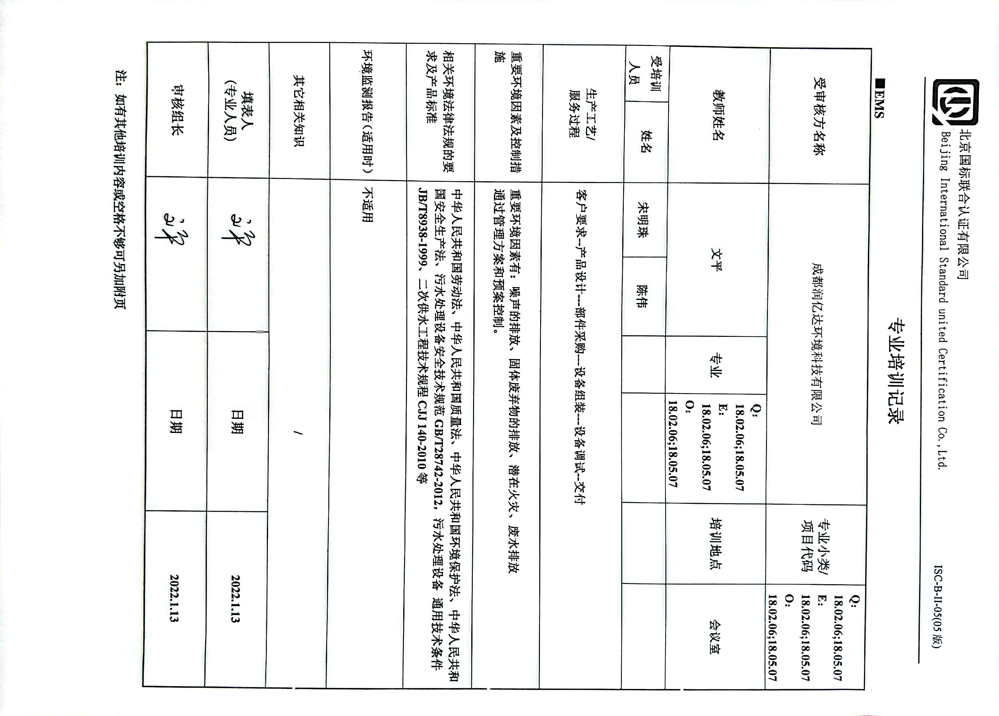 北京国标联合认证有限公司
Beijing International Standard united Certification Co.,Ltd.
ISC-B-II-05(05 版)
专业培训记录
■EMS
受审核方名称
成都润亿达环境科技有限公司
专业小类/
项目代码
Q:
18.02.06;18.05.07
E:
18.02.06;18.05.07
O:
18.02.06;18.05.07
教师姓名
文平
专业
Q:
18.02.06;18.05.07
E:
18.02.06;18.05.07
O:
18.02.06;18.05.07
培训地点
会议室
受培训
人员
姓名
宋明珠
陈伟
生产工艺/
服务过程
客户要求--产品设计---部件采购---设备组装---设备调试--交付
重要环境因素及控制措
施
重要环境因素有：噪声的排放、固体废弃物的排放、潜在火灾、废水排放
通过管理方案和预案控制。
相关环境法律法规的要
求及产品标准
中华人民共和国劳动法、中华人民共和国质量法、中华人民共和国环境保护法、中华人民共和
国安全生产法、污水处理设备安全技术规范 GB/T28742-2012，污水处理设备 通用技术条件
JB/T8938-1999、二次供水工程技术规程 CJJ 140-2010 等
环境监测报告（适用时）
不适用
其它相关知识
/
填表人
（专业人员）
日期
2022.1.13
审核组长
日期
2022.1.13
注：如有其他培训内容或空格不够可另加附页